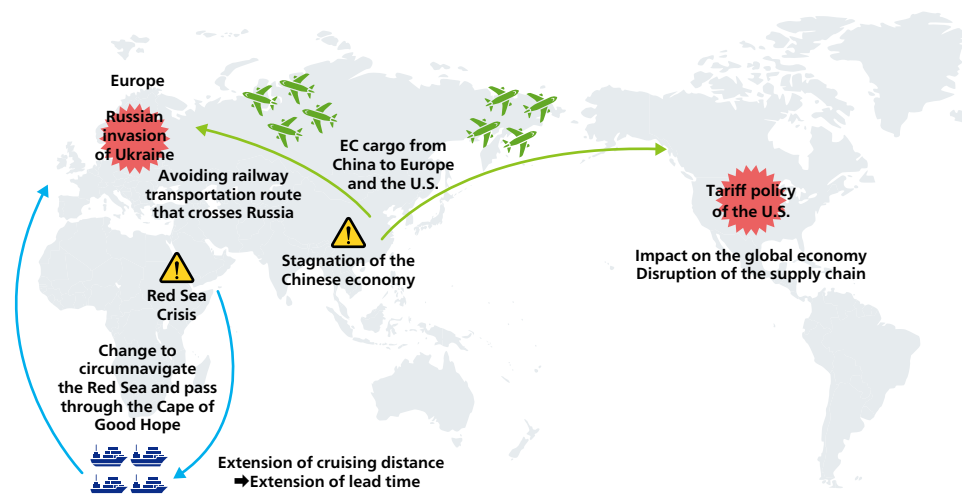 Europe
Russian
invasion
of Ukraine
Avoiding railway
transportation route
that crosses Russia
EC cargo from
China to Europe
and the U.S.
Stagnation of the
Chinese economy
Tariff policy
of the U.S.
Impact on the global economy
Disruption of the supply chain
Red Sea
Crisis
Change to
circumnavigate
the Red Sea and pass
through the Cape of
Good Hope
Extension of cruising distance
➡Extension of lead time